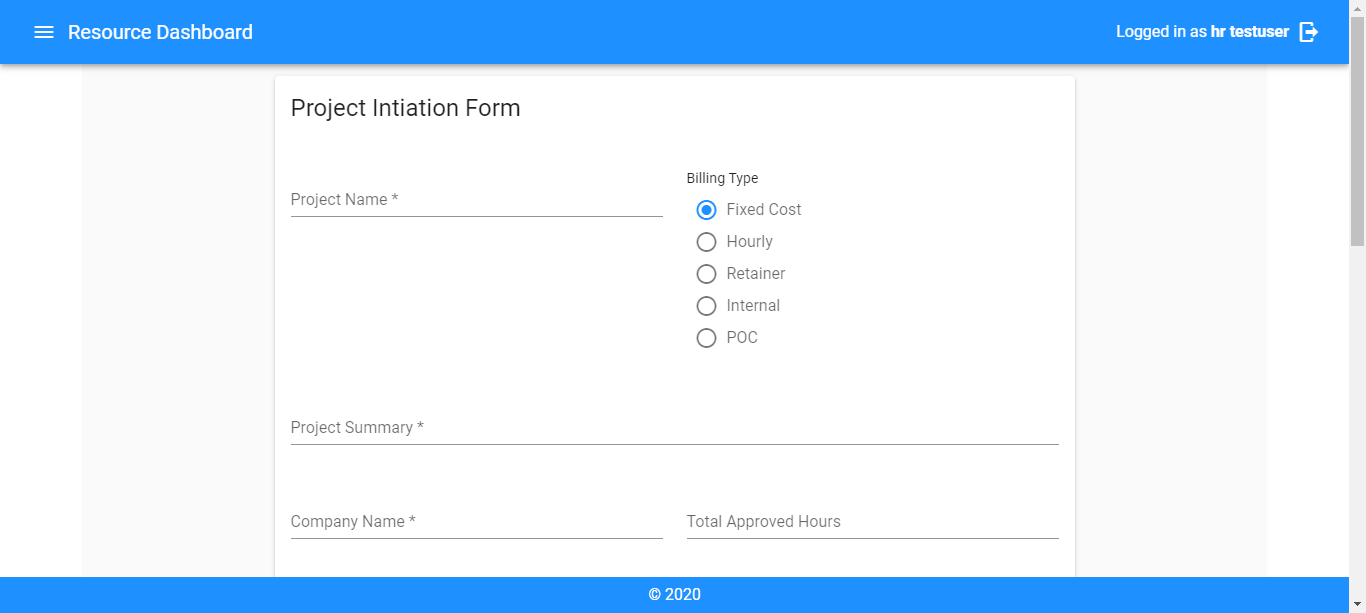 Resource Dashboard
Logged in as hr testuser
Project Intiation Form
Project Name *
Billing Type
Fixed Cost
Hourly
Retainer
Internal
POC
Project Summary *
Company Name *
Total Approved Hours
© 2020